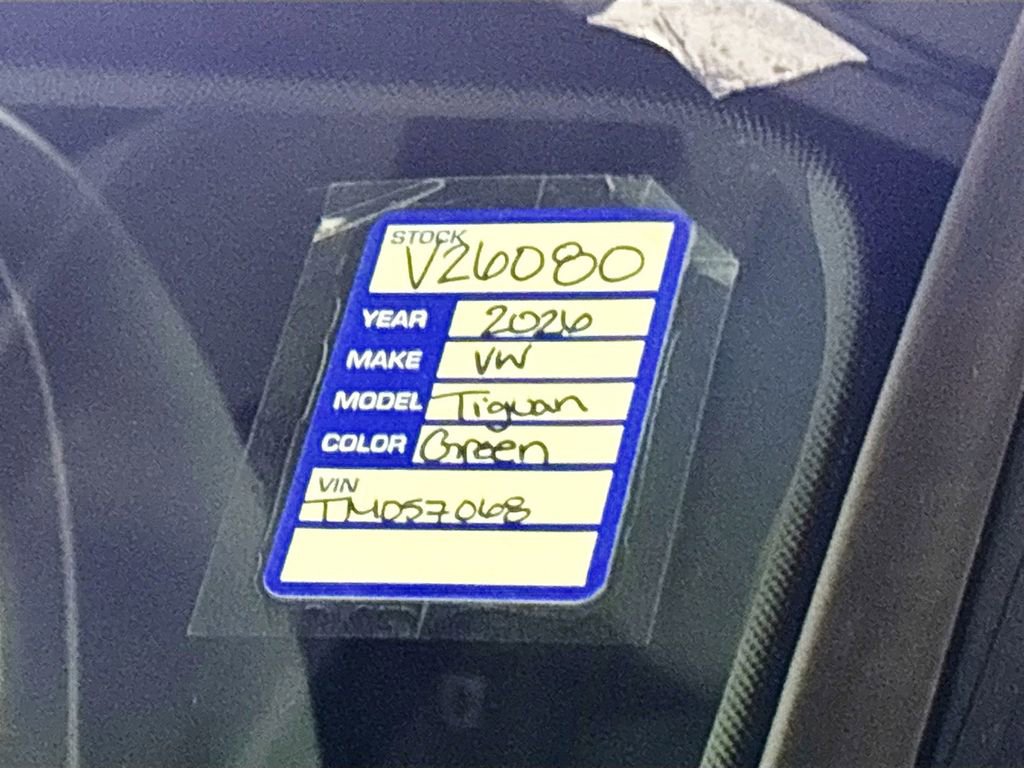 STOCK
V26080
YEAR 2026
MAKE VW
MODEL Tiguan
COLOR Green
VIN
TM057068